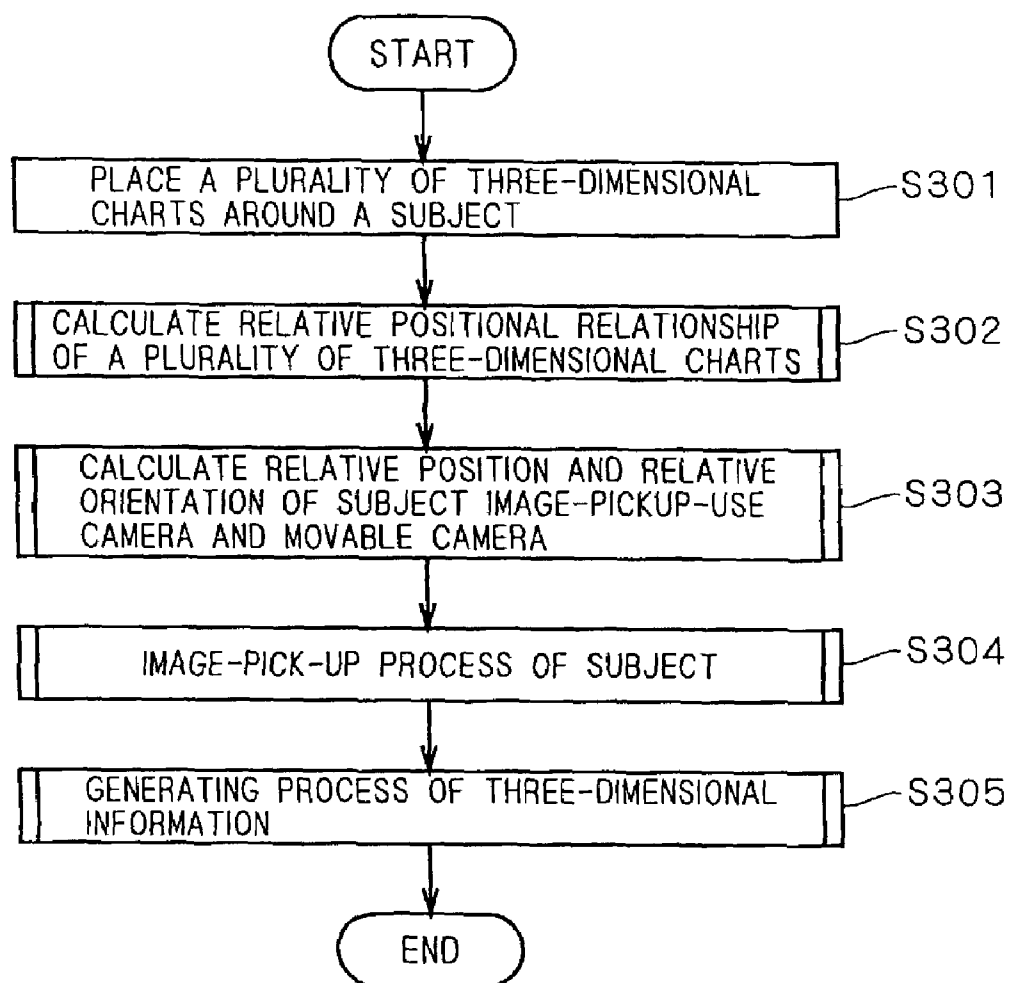 START
PLACE A PLURALITY OF THREE-DIMENSIONAL
CHARTS AROUND A SUBJECT
S301
CALCULATE RELATIVE POSITIONAL RELATIONSHIP
OF A PLURALITY OF THREE-DIMENSIONAL CHARTS
S302
CALCULATE RELATIVE POSITION AND RELATIVE
ORIENTATION OF SUBJECT IMAGE-PICKUP-USE
CAMERA AND MOVABLE CAMERA
S303
IMAGE-PICK-UP PROCESS OF SUBJECT
S304
GENERATING PROCESS OF THREE-DIMENSIONAL
INFORMATION
S305
END